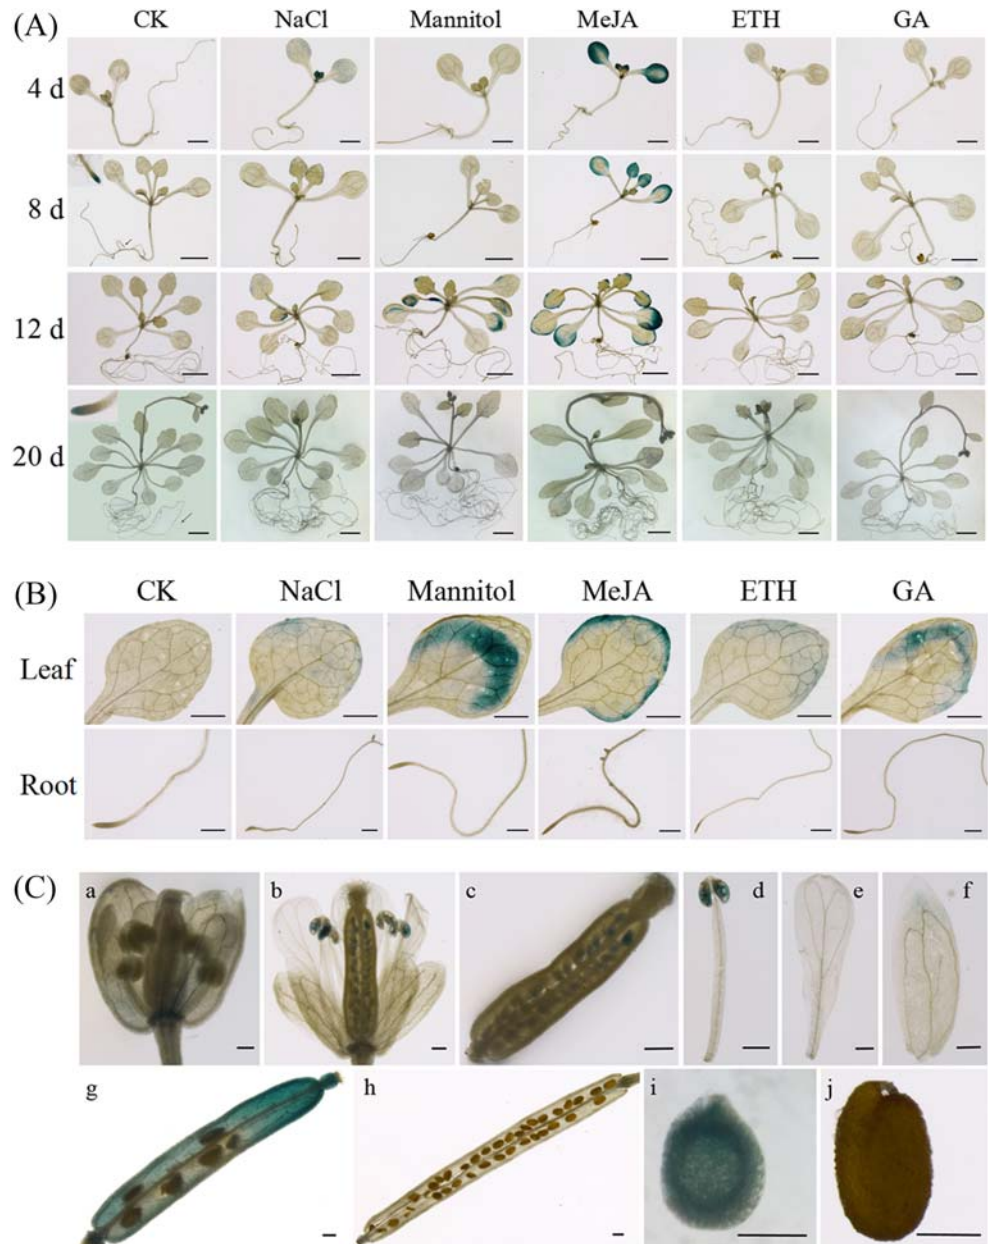 (A) CK NaCl Mannitol MeJA ETH GA
4 d
8 d
12 d
20 d
(B) CK NaCl Mannitol MeJA ETH GA
Leaf
Root
(C) a b c d e f
g h i j